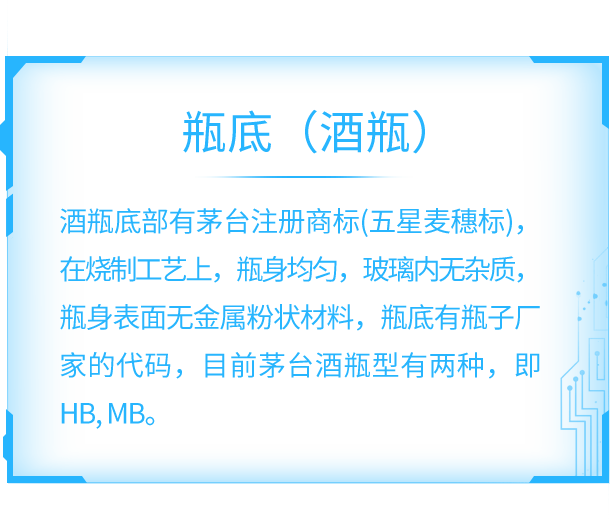 瓶底（酒瓶）
酒瓶底部有茅台注册商标(五星麦穗标)，
在烧制工艺上，瓶身均匀，玻璃内无杂质，
瓶身表面无金属粉状材料，瓶底有瓶子厂
家的代码，目前茅台酒瓶型有两种，即
HB, MB。